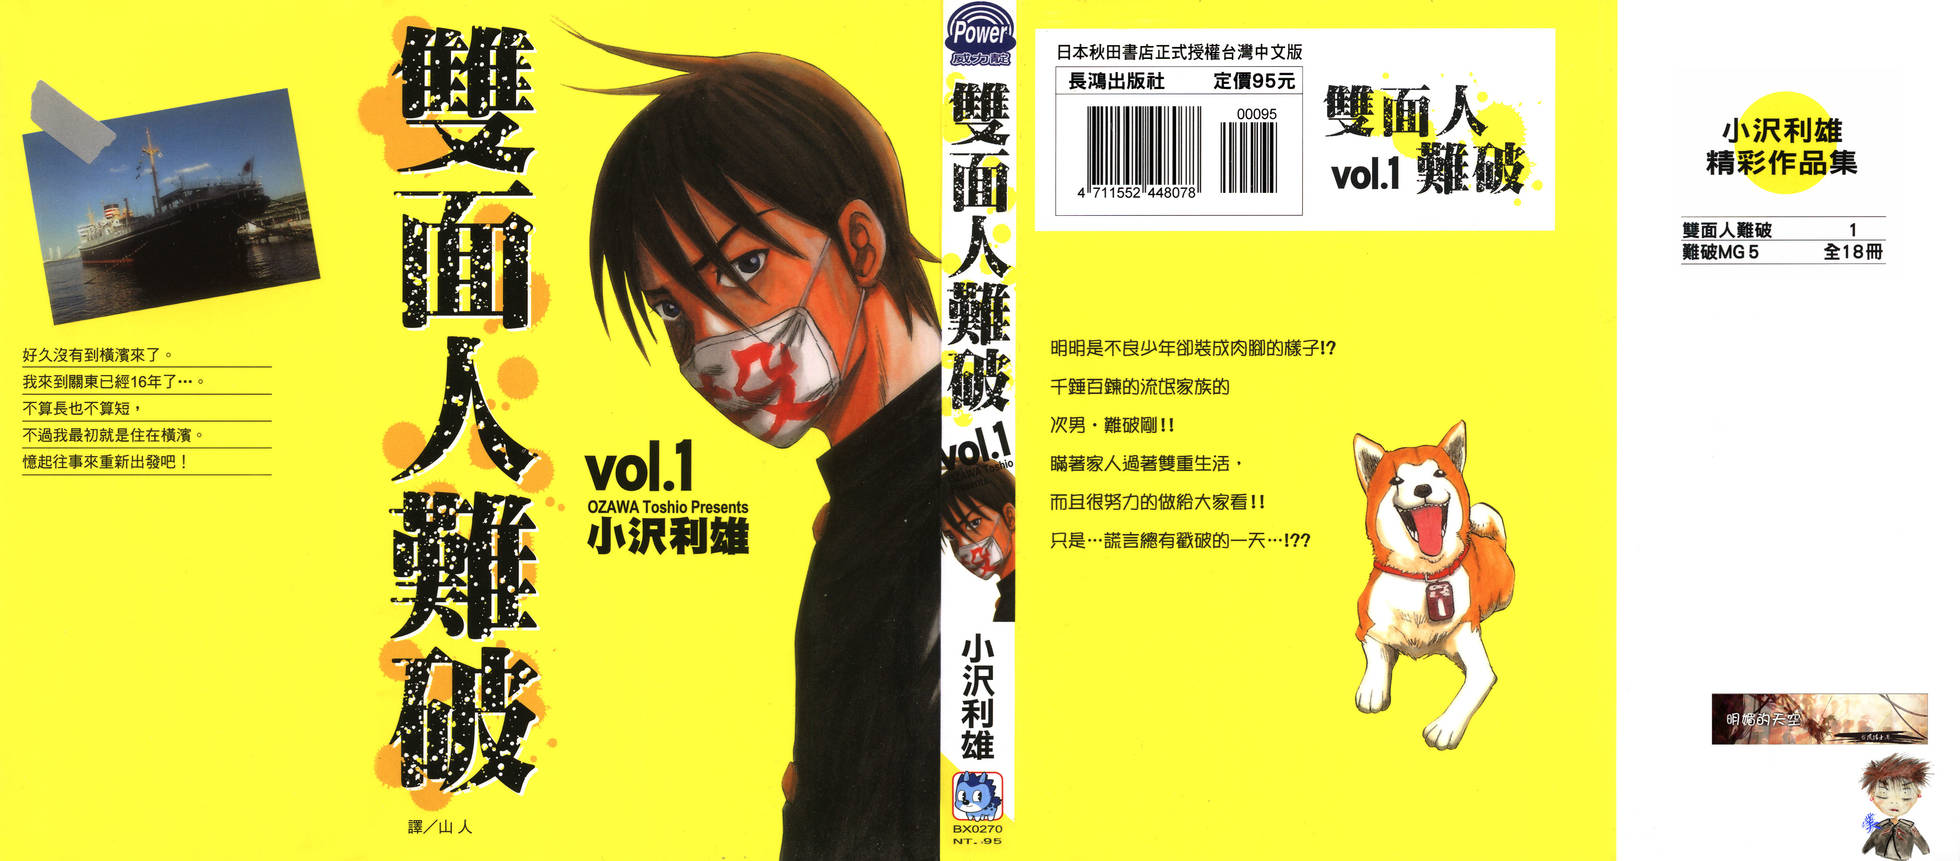 好久沒有到橫濱來了。
我來到關東已經16年了…。
不算長也不算短，
不過我最初就是住在橫濱。
憶起往事來重新出發吧！
雙面人難破
vol.1
OZAWA Toshio Presents
小沢利雄
譯／山人
没
Power
威力館
雙面人難破
vol.1
OZAWA Toshio
Presents
小沢利雄
BX0270
NT.:95
日本秋田書店正式授權台灣中文版
長鴻出版社 定價95元
00095
4 711552 448078
雙面人
vol.1 難破
明明是不良少年卻裝成肉腳的樣子!?
千錘百鍊的流氓家族的
次男・難破剛!!
瞞著家人過著雙重生活，
而且很努力的做給大家看!!
只是…謊言總有戳破的一天…!??
小沢利雄
精彩作品集
雙面人難破 1
難破MG5 全18冊
明媚的天空